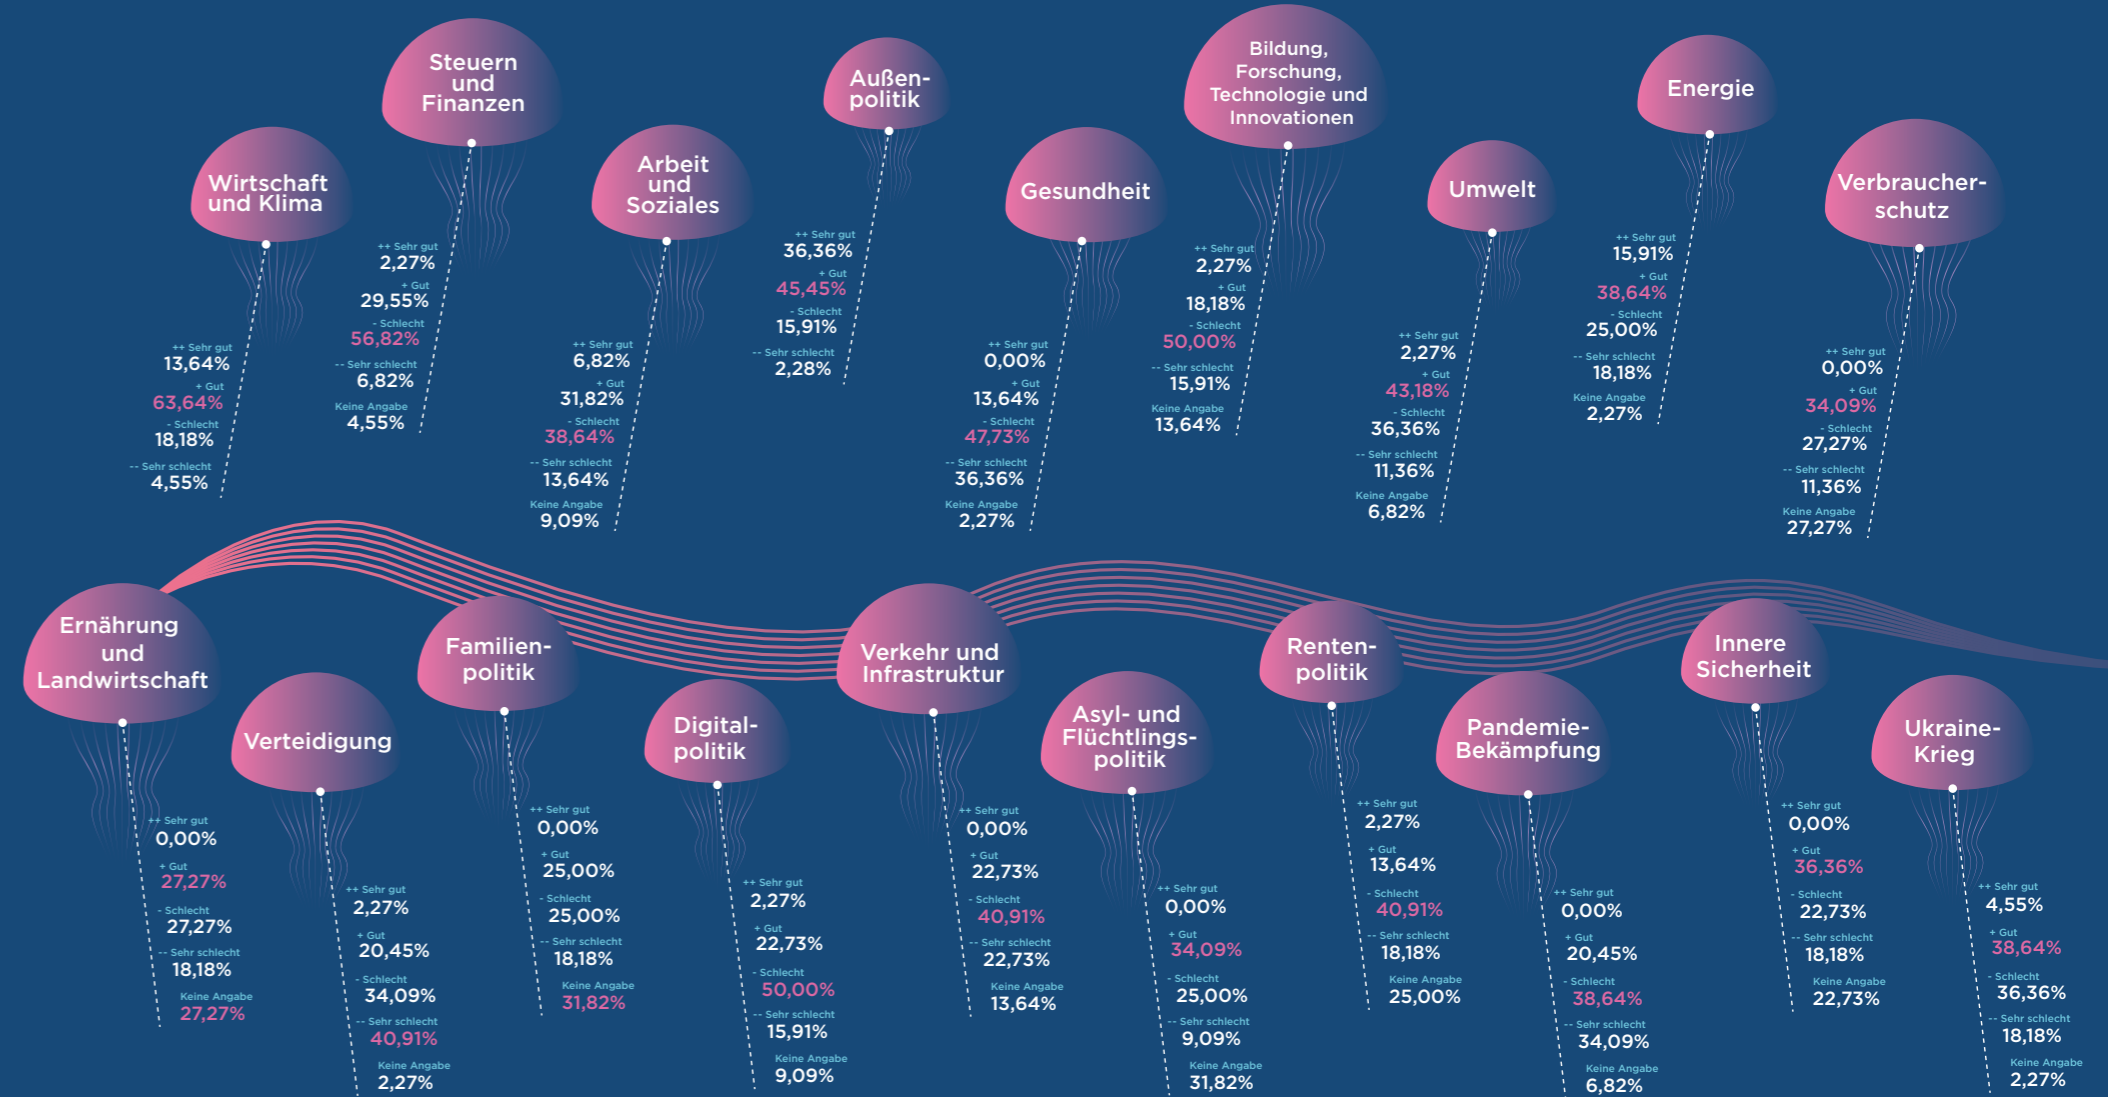 Wirtschaft
und Klima
++ Sehr gut
13,64%
+ Gut
63,64%
- Schlecht
18,18%
-- Sehr schlecht
4,55%
Steuern
und
Finanzen
++ Sehr gut
2,27%
+ Gut
29,55%
- Schlecht
56,82%
-- Sehr schlecht
6,82%
Keine Angabe
4,55%
Arbeit
und
Soziales
++ Sehr gut
6,82%
+ Gut
31,82%
- Schlecht
38,64%
-- Sehr schlecht
13,64%
Keine Angabe
9,09%
Außen-
politik
++ Sehr gut
36,36%
+ Gut
45,45%
- Schlecht
15,91%
-- Sehr schlecht
2,28%
Gesundheit
++ Sehr gut
0,00%
+ Gut
13,64%
- Schlecht
47,73%
-- Sehr schlecht
36,36%
Keine Angabe
2,27%
Bildung,
Forschung,
Technologie und
Innovationen
++ Sehr gut
2,27%
+ Gut
18,18%
- Schlecht
50,00%
-- Sehr schlecht
15,91%
Keine Angabe
13,64%
Umwelt
++ Sehr gut
2,27%
+ Gut
43,18%
- Schlecht
36,36%
-- Sehr schlecht
11,36%
Keine Angabe
6,82%
Energie
++ Sehr gut
15,91%
+ Gut
38,64%
- Schlecht
25,00%
-- Sehr schlecht
18,18%
Keine Angabe
2,27%
Verbraucher-
schutz
++ Sehr gut
0,00%
+ Gut
34,09%
- Schlecht
27,27%
-- Sehr schlecht
11,36%
Keine Angabe
27,27%
Ernährung
und
Landwirtschaft
++ Sehr gut
0,00%
+ Gut
27,27%
- Schlecht
27,27%
-- Sehr schlecht
18,18%
Keine Angabe
27,27%
Verteidigung
++ Sehr gut
2,27%
+ Gut
20,45%
- Schlecht
34,09%
-- Sehr schlecht
40,91%
Keine Angabe
2,27%
Familien-
politik
++ Sehr gut
0,00%
+ Gut
25,00%
- Schlecht
25,00%
-- Sehr schlecht
18,18%
Keine Angabe
31,82%
Digital-
politik
++ Sehr gut
2,27%
+ Gut
22,73%
- Schlecht
50,00%
-- Sehr schlecht
15,91%
Keine Angabe
9,09%
Verkehr und
Infrastruktur
++ Sehr gut
0,00%
+ Gut
22,73%
- Schlecht
40,91%
-- Sehr schlecht
22,73%
Keine Angabe
13,64%
Asyl- und
Flüchtlings-
politik
++ Sehr gut
0,00%
+ Gut
34,09%
- Schlecht
25,00%
-- Sehr schlecht
9,09%
Keine Angabe
31,82%
Renten-
politik
++ Sehr gut
2,27%
+ Gut
13,64%
- Schlecht
40,91%
-- Sehr schlecht
18,18%
Keine Angabe
25,00%
Pandemie-
Bekämpfung
++ Sehr gut
0,00%
+ Gut
20,45%
- Schlecht
38,64%
-- Sehr schlecht
34,09%
Keine Angabe
6,82%
Innere
Sicherheit
++ Sehr gut
0,00%
+ Gut
36,36%
- Schlecht
22,73%
-- Sehr schlecht
18,18%
Keine Angabe
22,73%
Ukraine-
Krieg
++ Sehr gut
4,55%
+ Gut
38,64%
- Schlecht
36,36%
-- Sehr schlecht
18,18%
Keine Angabe
2,27%